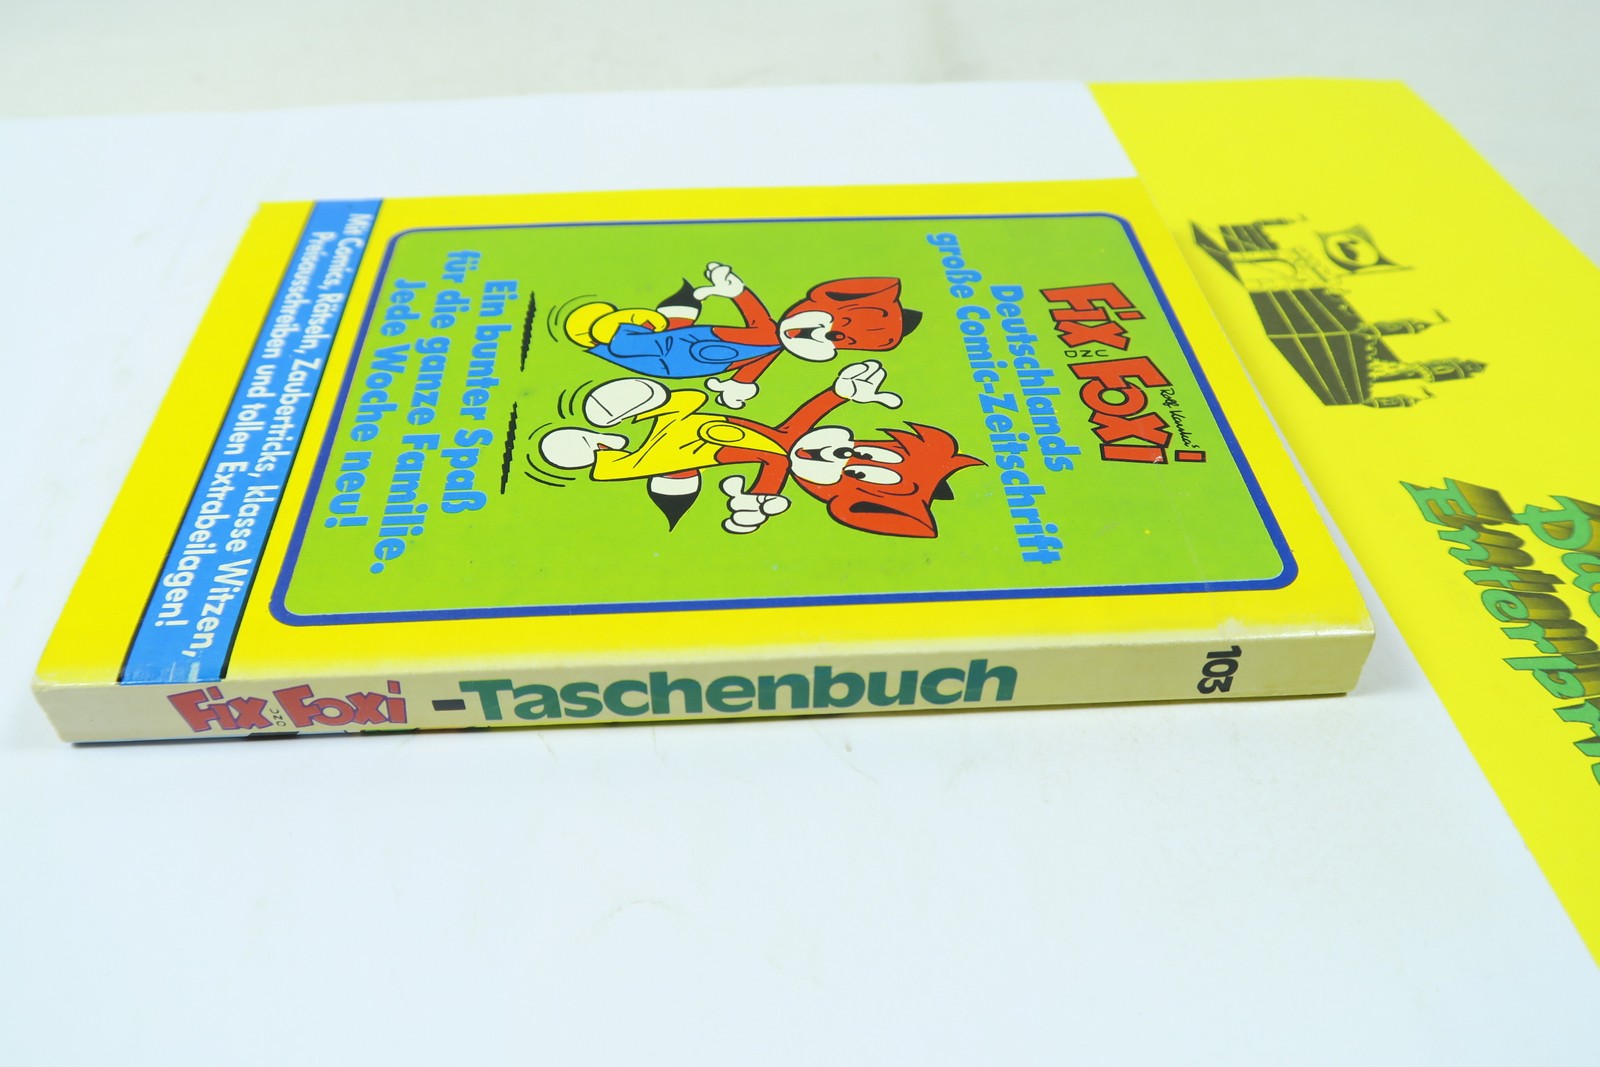 Rolf Kauka's
Fix
UND
Foxi
Deutschlands
große Comic-Zeitschrift
Ein bunter Spaß
für die ganze Familie.
Jede Woche neu!
Mit Comics, Rätseln, Zaubertricks, klasse Witzen,
Preisausschreiben und tollen Extrabeilagen!
Fix UND Foxi -Taschenbuch
103